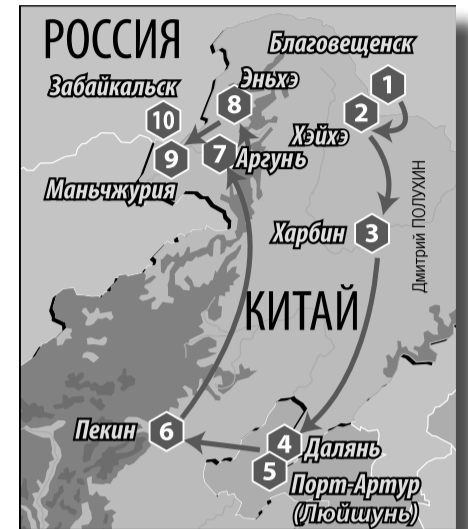 РОССИЯ
Благовещенск
Забайкальск
Эньхэ
1
8
2
10
Хэйхэ
7
Аргунь
9
Маньчжурия
Харбин
3
Дмитрий ПОЛУХИН
КИТАЙ
Пекин
6
4
Далянь
5
Порт-Артур
(Люйшунь)